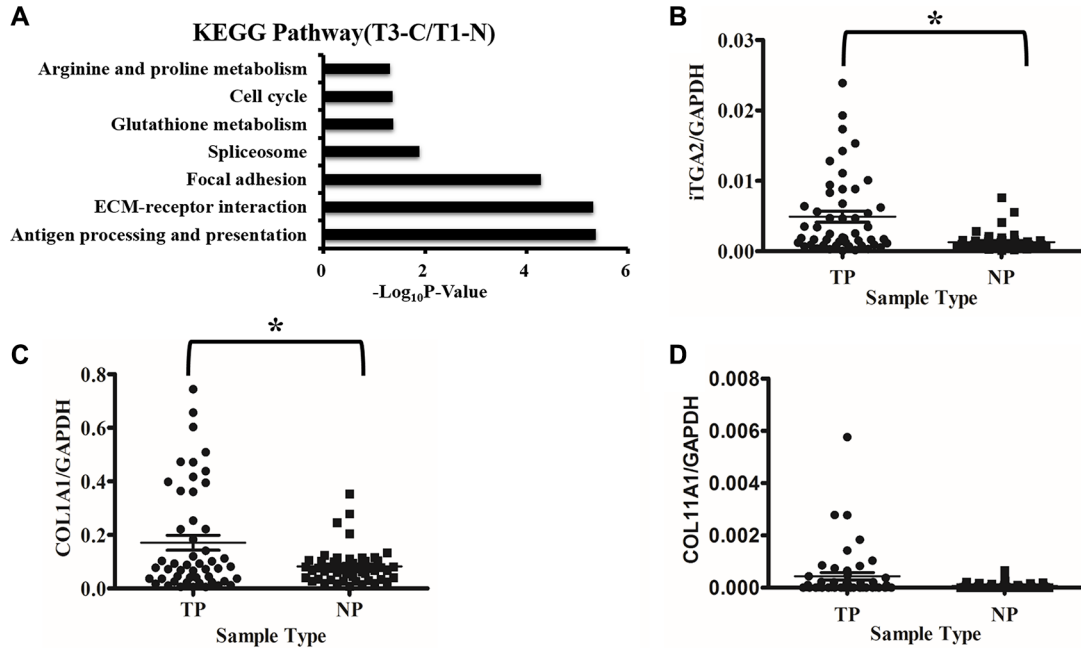 A
KEGG Pathway(T3-C/T1-N)
Arginine and proline metabolism
Cell cycle
Glutathione metabolism
Spliceosome
Focal adhesion
ECM-receptor interaction
Antigen processing and presentation
0 2 4 6
-Log10P-Value
B
*
iTGA2/GAPDH
0.03
0.02
0.01
0.00
TP NP
Sample Type
C
*
COL1A1/GAPDH
0.8
0.6
0.4
0.2
0.0
TP NP
Sample Type
D
COL11A1/GAPDH
0.008
0.006
0.004
0.002
0.000
TP NP
Sample Type